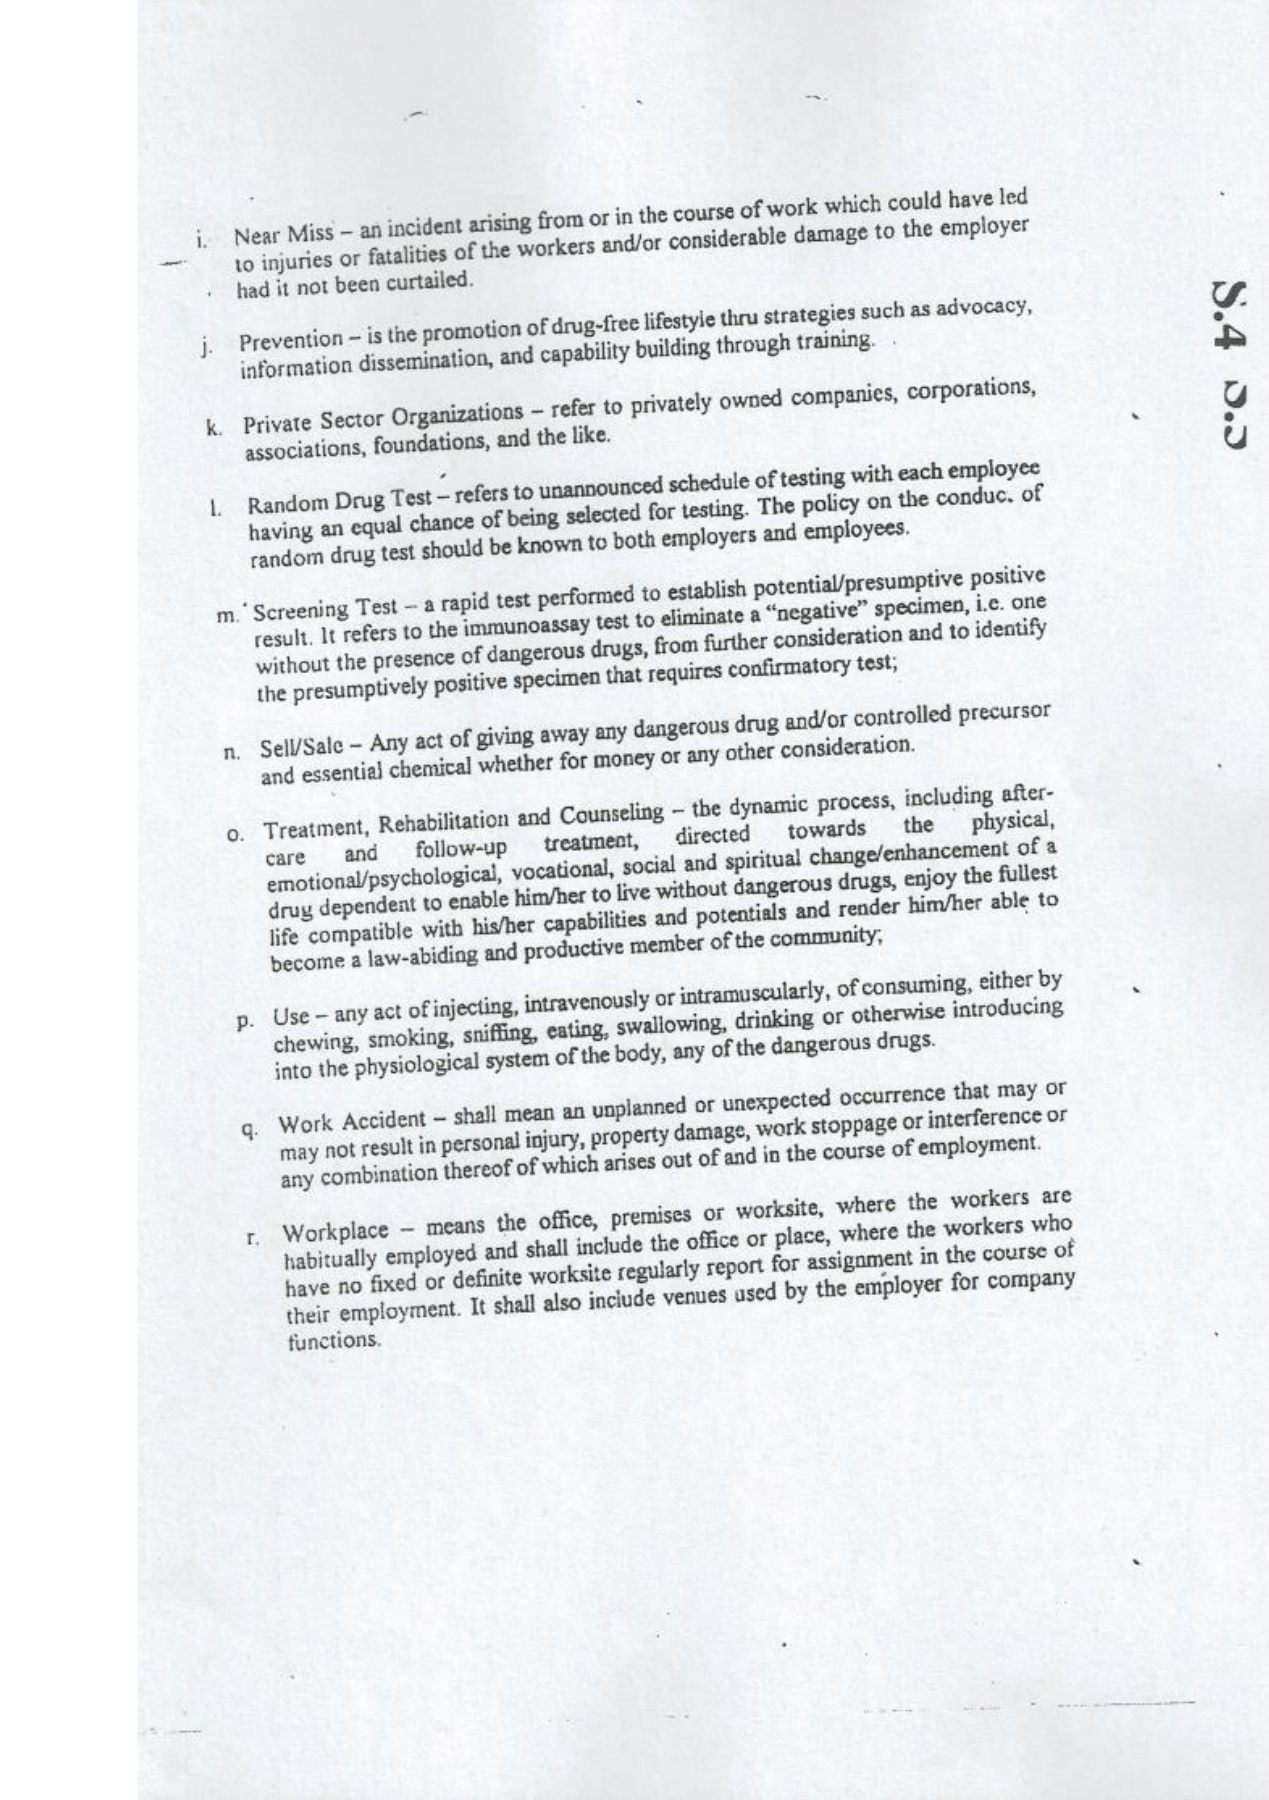 i. Near Miss – an incident arising from or in the course of work which could have led
to injuries or fatalities of the workers and/or considerable damage to the employer
had it not been curtailed.
j. Prevention – is the promotion of drug-free lifestyle thru strategies such as advocacy,
information dissemination, and capability building through training.
k. Private Sector Organizations – refer to privately owned companies, corporations,
associations, foundations, and the like.
l. Random Drug Test – refers to unannounced schedule of testing with each employee
having an equal chance of being selected for testing. The policy on the conduc. of
random drug test should be known to both employers and employees.
m. Screening Test – a rapid test performed to establish potential/presumptive positive
result. It refers to the immunoassay test to eliminate a “negative” specimen, i.e. one
without the presence of dangerous drugs, from further consideration and to identify
the presumptively positive specimen that requires confirmatory test;
n. Sell/Sale – Any act of giving away any dangerous drug and/or controlled precursor
and essential chemical whether for money or any other consideration.
o. Treatment, Rehabilitation and Counseling – the dynamic process, including after-
care and follow-up treatment, directed towards the physical,
emotional/psychological, vocational, social and spiritual change/enhancement of a
drug dependent to enable him/her to live without dangerous drugs, enjoy the fullest
life compatible with his/her capabilities and potentials and render him/her able to
become a law-abiding and productive member of the community;
p. Use – any act of injecting, intravenously or intramuscularly, of consuming, either by
chewing, smoking, sniffing, eating, swallowing, drinking or otherwise introducing
into the physiological system of the body, any of the dangerous drugs.
q. Work Accident – shall mean an unplanned or unexpected occurrence that may or
may not result in personal injury, property damage, work stoppage or interference or
any combination thereof of which arises out of and in the course of employment.
r. Workplace – means the office, premises or worksite, where the workers are
habitually employed and shall include the office or place, where the workers who
have no fixed or definite worksite regularly report for assignment in the course of
their employment. It shall also include venues used by the employer for company
functions.
S.4